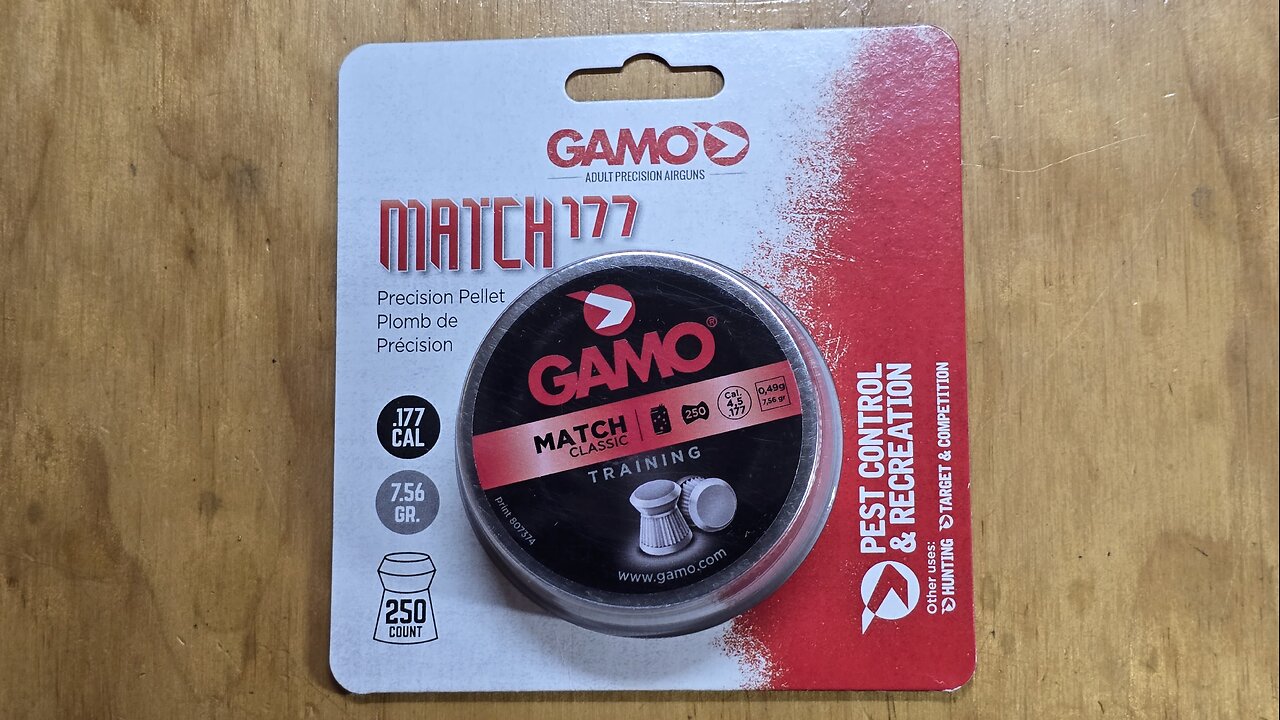 GAMO
ADULT PRECISION AIRGUNS
MATCH 177
Precision Pellet
Plomb de
Précision
.177
CAL
7.56
GR.
250
COUNT
GAMO®
MATCH
CLASSIC
250
Cal.
4,5
.177
0,49g
7,56 gr
TRAINING
print 807374
www.gamo.com
PEST CONTROL
& RECREATION
Other uses:
HUNTING TARGET & COMPETITION